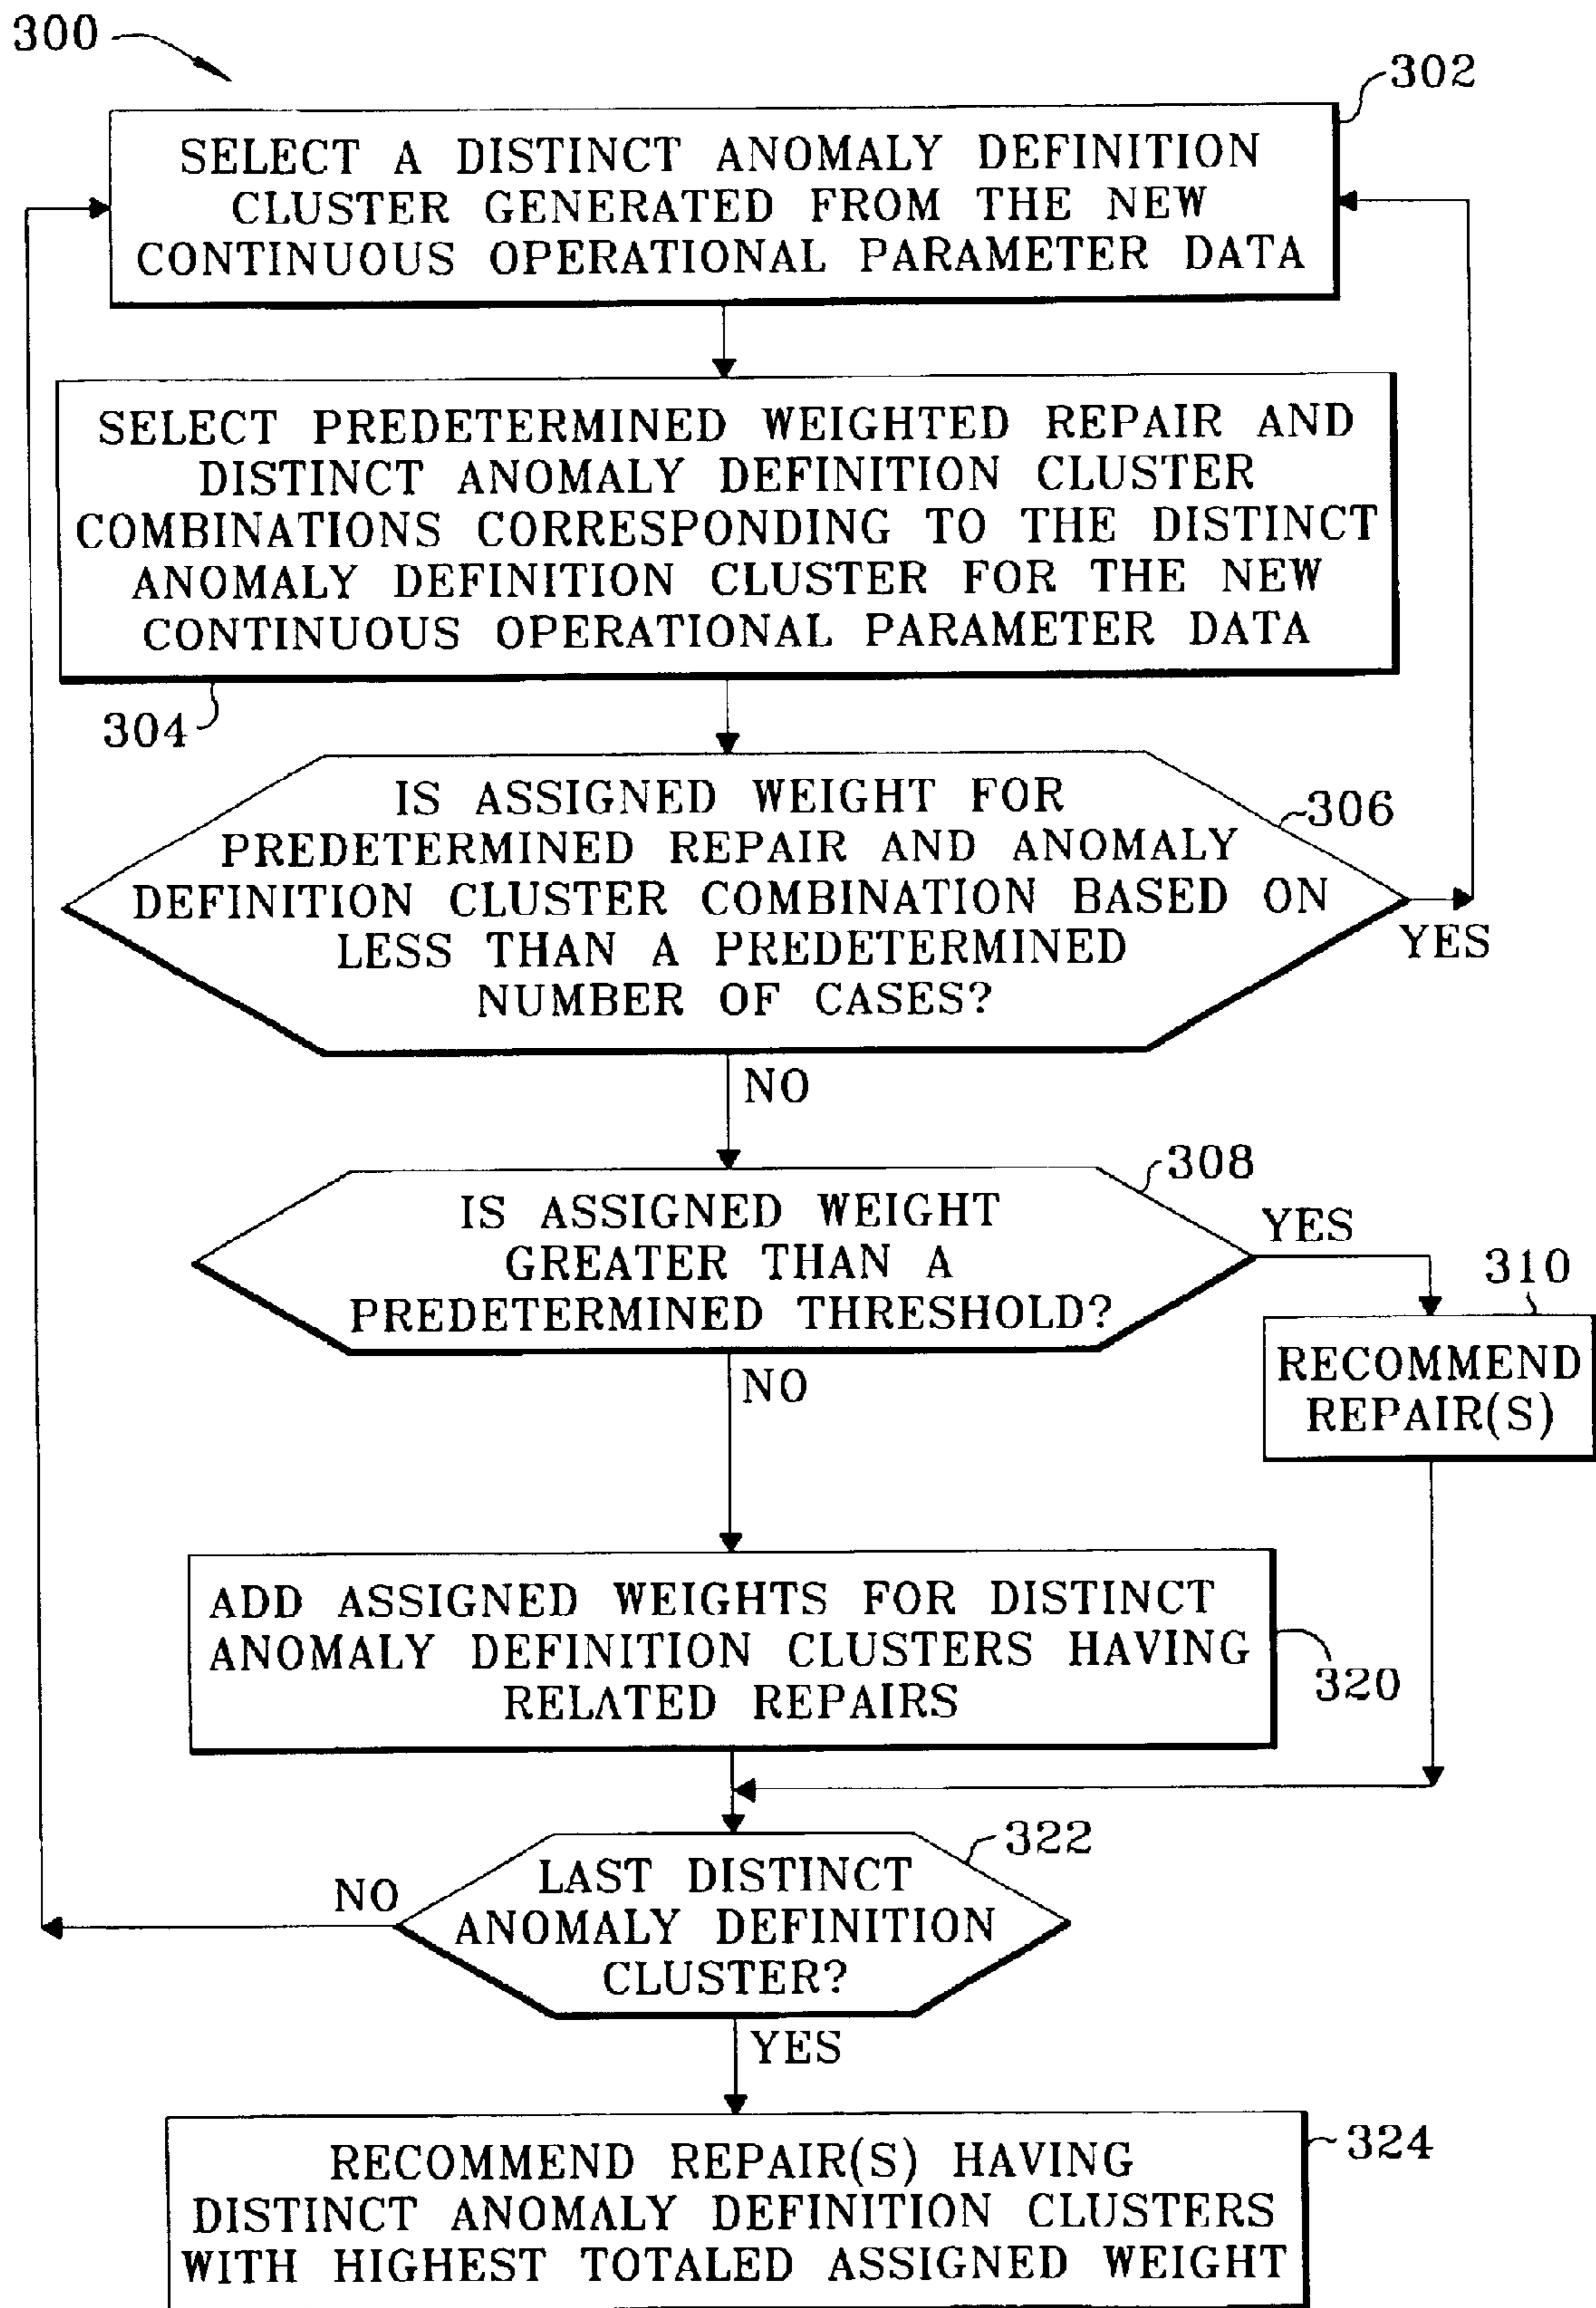 300
302
SELECT A DISTINCT ANOMALY DEFINITION
CLUSTER GENERATED FROM THE NEW
CONTINUOUS OPERATIONAL PARAMETER DATA
SELECT PREDETERMINED WEIGHTED REPAIR AND
DISTINCT ANOMALY DEFINITION CLUSTER
COMBINATIONS CORRESPONDING TO THE DISTINCT
ANOMALY DEFINITION CLUSTER FOR THE NEW
CONTINUOUS OPERATIONAL PARAMETER DATA
304
IS ASSIGNED WEIGHT FOR
PREDETERMINED REPAIR AND ANOMALY
DEFINITION CLUSTER COMBINATION BASED ON
LESS THAN A PREDETERMINED
NUMBER OF CASES?
306
YES
NO
308
IS ASSIGNED WEIGHT
GREATER THAN A
PREDETERMINED THRESHOLD?
YES
310
RECOMMEND
REPAIR(S)
NO
ADD ASSIGNED WEIGHTS FOR DISTINCT
ANOMALY DEFINITION CLUSTERS HAVING
RELATED REPAIRS
320
322
LAST DISTINCT
ANOMALY DEFINITION
CLUSTER?
NO
YES
RECOMMEND REPAIR(S) HAVING
DISTINCT ANOMALY DEFINITION CLUSTERS
WITH HIGHEST TOTALED ASSIGNED WEIGHT
324